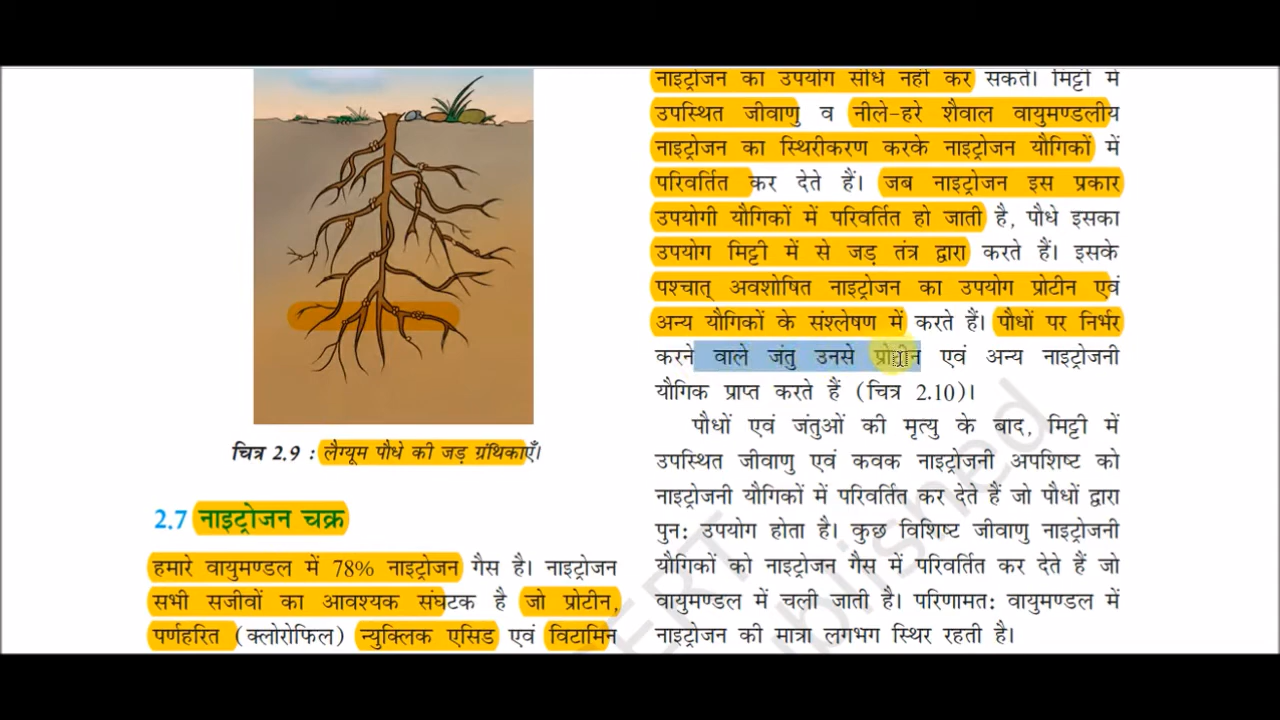 चित्र 2.9 : लैग्यूम पौधे की जड़ ग्रंथिकाएँ।
2.7 नाइट्रोजन चक्र
हमारे वायुमण्डल में 78% नाइट्रोजन गैस है। नाइट्रोजन
सभी सजीवों का आवश्यक संघटक है जो प्रोटीन,
पर्णहरित (क्लोरोफिल) न्युक्लिक एसिड एवं विटामिन
नाइट्रोजन का उपयोग सीधे नहीं कर सकते। मिट्टी में
उपस्थित जीवाणु व नीले-हरे शैवाल वायुमण्डलीय
नाइट्रोजन का स्थिरीकरण करके नाइट्रोजन यौगिकों में
परिवर्तित कर देते हैं। जब नाइट्रोजन इस प्रकार
उपयोगी यौगिकों में परिवर्तित हो जाती है, पौधे इसका
उपयोग मिट्टी में से जड़ तंत्र द्वारा करते हैं। इसके
पश्चात् अवशोषित नाइट्रोजन का उपयोग प्रोटीन एवं
अन्य यौगिकों के संश्लेषण में करते हैं। पौधों पर निर्भर
करने वाले जंतु उनसे प्रोटीन एवं अन्य नाइट्रोजनी
यौगिक प्राप्त करते हैं (चित्र 2.10)।
पौधों एवं जंतुओं की मृत्यु के बाद, मिट्टी में
उपस्थित जीवाणु एवं कवक नाइट्रोजनी अपशिष्ट को
नाइट्रोजनी यौगिकों में परिवर्तित कर देते हैं जो पौधों द्वारा
पुन: उपयोग होता है। कुछ विशिष्ट जीवाणु नाइट्रोजनी
यौगिकों को नाइट्रोजन गैस में परिवर्तित कर देते हैं जो
वायुमण्डल में चली जाती है। परिणामत: वायुमण्डल में
नाइट्रोजन की मात्रा लगभग स्थिर रहती है।